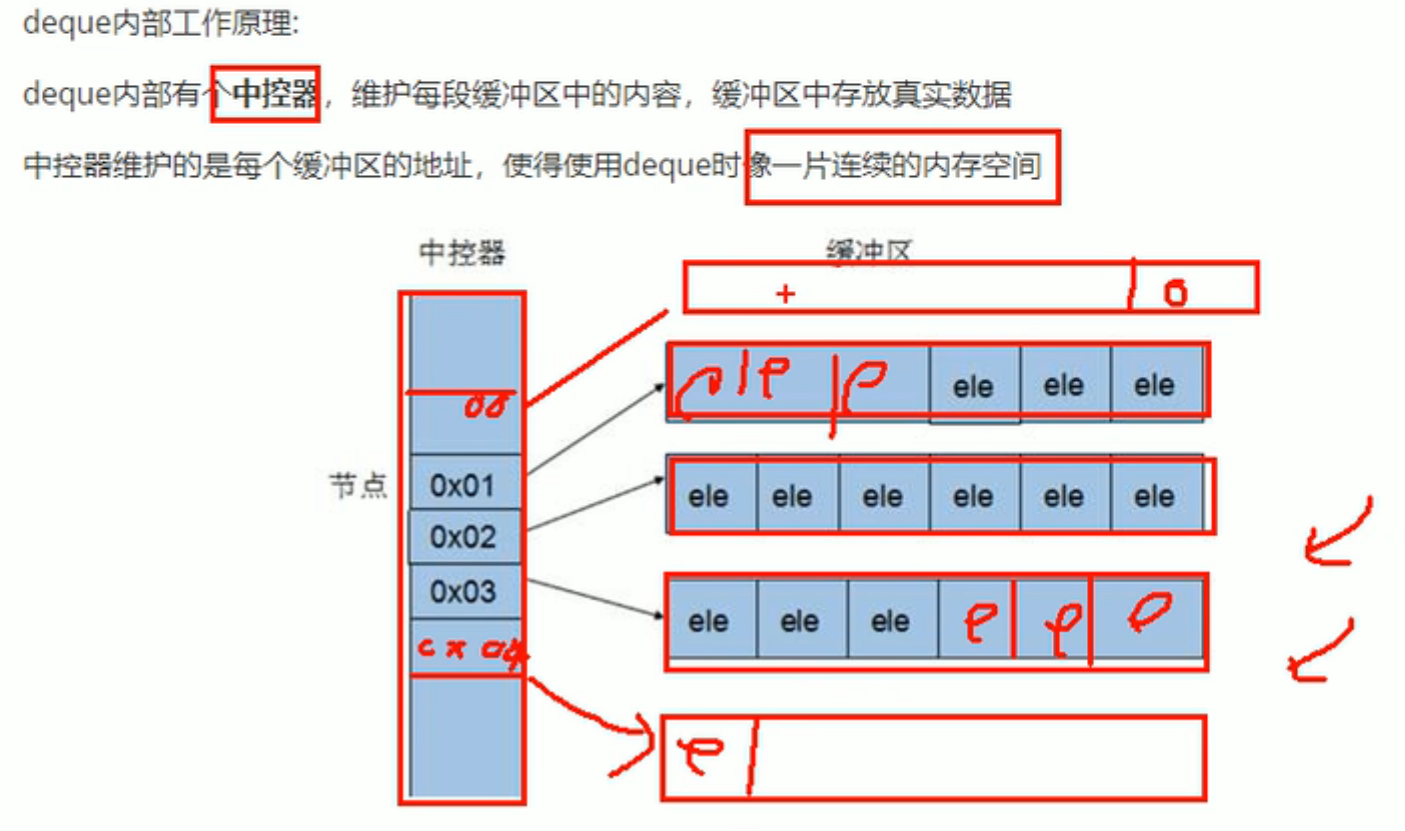 deque内部工作原理:
deque内部有个中控器，维护每段缓冲区中的内容，缓冲区中存放真实数据
中控器维护的是每个缓冲区的地址，使得使用deque时像一片连续的内存空间
中控器 缓冲区
+
ele ele ele
节点 0x01 ele ele ele ele ele ele
0x02
0x03 ele ele ele e e
e